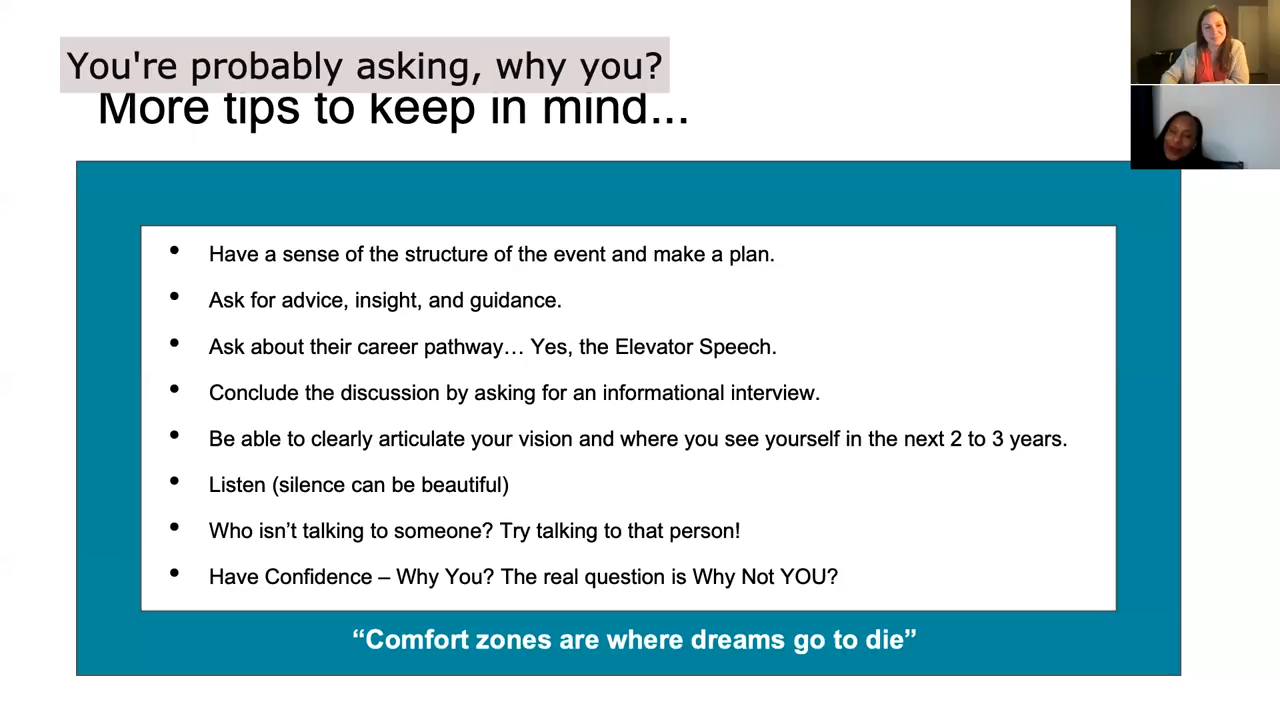 You're probably asking, why you?
More tips to keep in mind...
• Have a sense of the structure of the event and make a plan.
• Ask for advice, insight, and guidance.
• Ask about their career pathway… Yes, the Elevator Speech.
• Conclude the discussion by asking for an informational interview.
• Be able to clearly articulate your vision and where you see yourself in the next 2 to 3 years.
• Listen (silence can be beautiful)
• Who isn’t talking to someone? Try talking to that person!
• Have Confidence – Why You? The real question is Why Not YOU?
“Comfort zones are where dreams go to die”